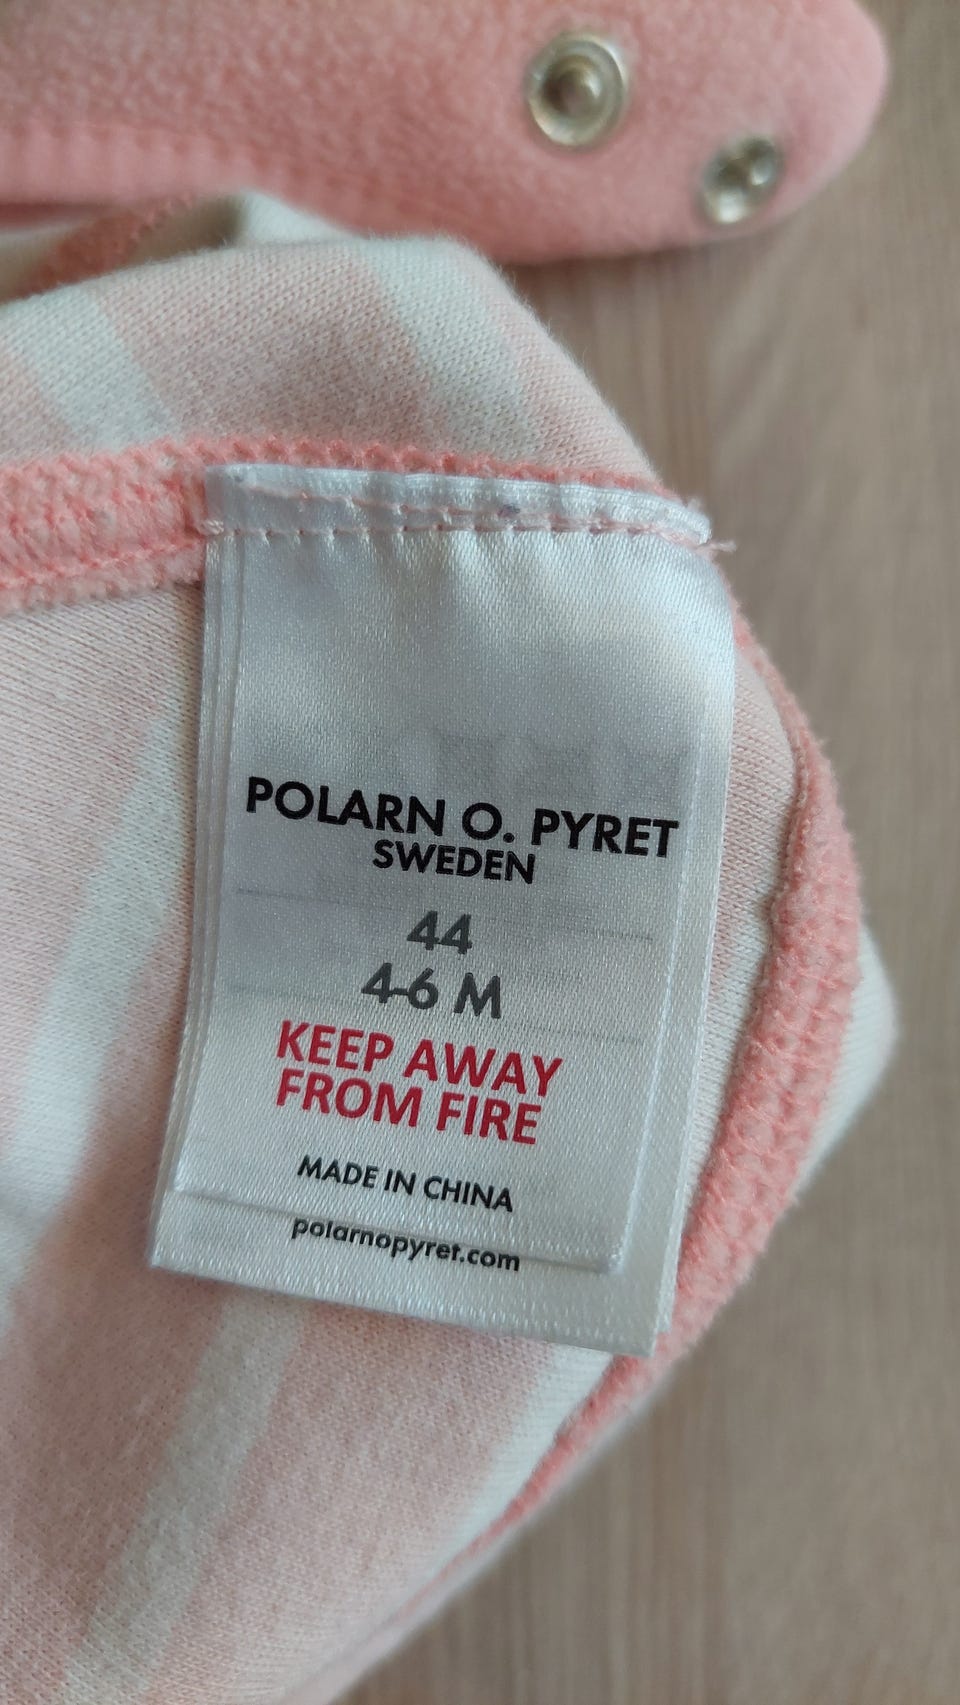 POLARN O. PYRET
SWEDEN
44
4-6 M
KEEP AWAY
FROM FIRE
MADE IN CHINA
polarnopyret.com